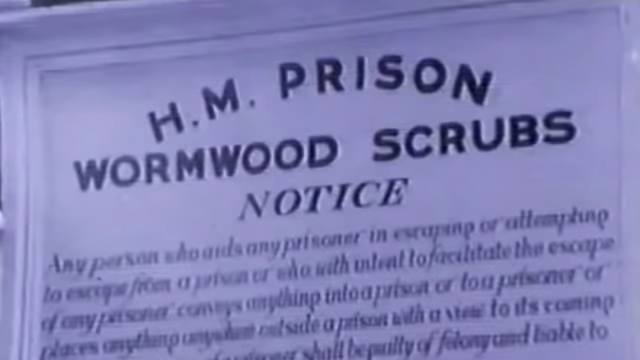 H.M. PRISON
WORMWOOD SCRUBS
NOTICE
Any person who aids any prisoner in escaping or attempting
to escape from a prison or who with intent to facilitate the escape
of any prisoner conveys anything into a prison or to a prisoner or
places anything anywhere outside a prison with a view to its coming
prisoner shall be guilty of felony and liable to